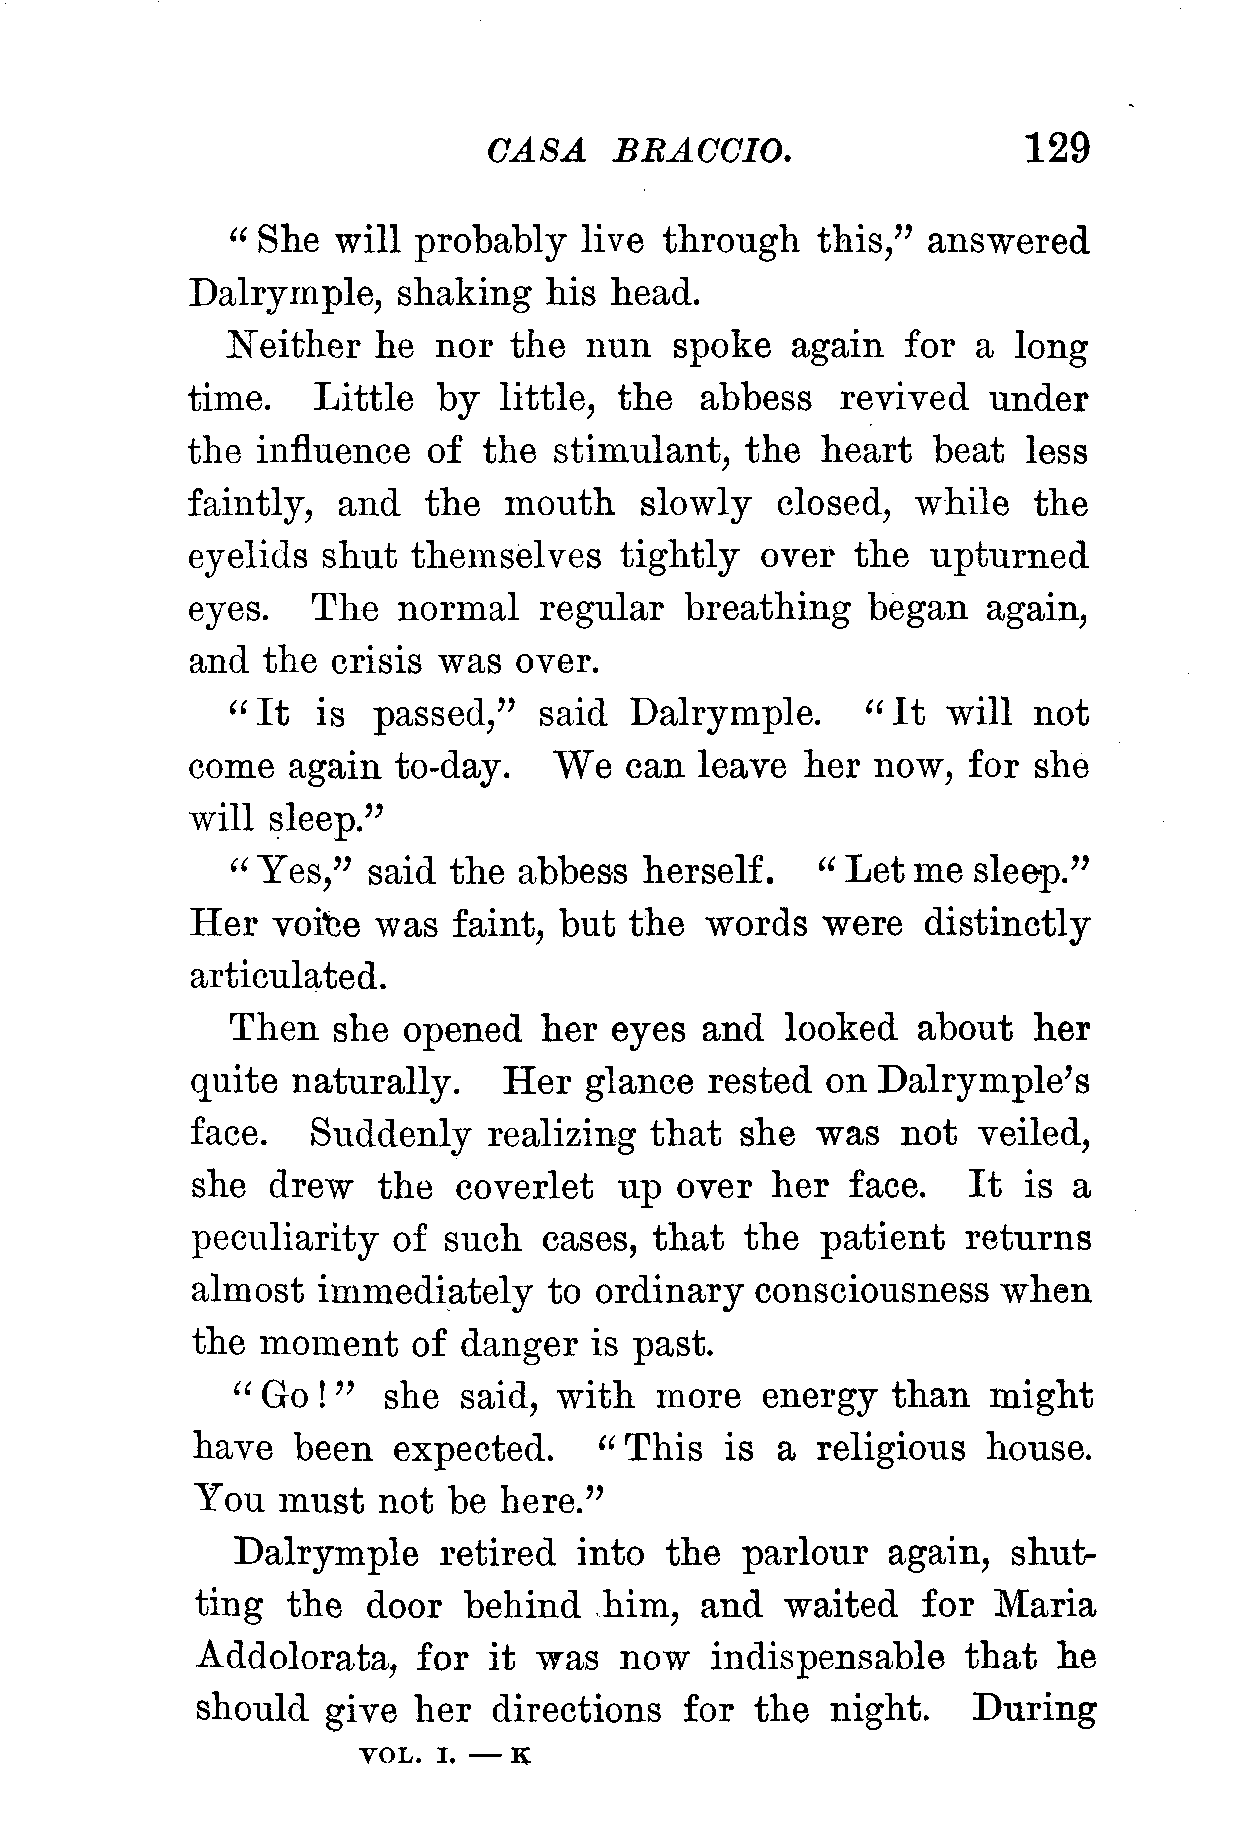 CASA BRACCIO. 129
"She will probably live through this," answered
Dalrymple, shaking his head.
Neither he nor the nun spoke again for a long
time. Little by little, the abbess revived under
the influence of the stimulant, the heart beat less
faintly, and the mouth slowly closed, while the
eyelids shut themselves tightly over the upturned
eyes. The normal regular breathing began again,
and the crisis was over.
"It is passed," said Dalrymple. "It will not
come again to-day. We can leave her now, for she
will sleep."
"Yes," said the abbess herself. "Let me sleep."
Her voice was faint, but the words were distinctly
articulated.
Then she opened her eyes and looked about her
quite naturally. Her glance rested on Dalrymple's
face. Suddenly realizing that she was not veiled,
she drew the coverlet up over her face. It is a
peculiarity of such cases, that the patient returns
almost immediately to ordinary consciousness when
the moment of danger is past.
"Go!" she said, with more energy than might
have been expected. "This is a religious house.
You must not be here."
Dalrymple retired into the parlour again, shut-
ting the door behind him, and waited for Maria
Addolorata, for it was now indispensable that he
should give her directions for the night. During
VOL. I. — K